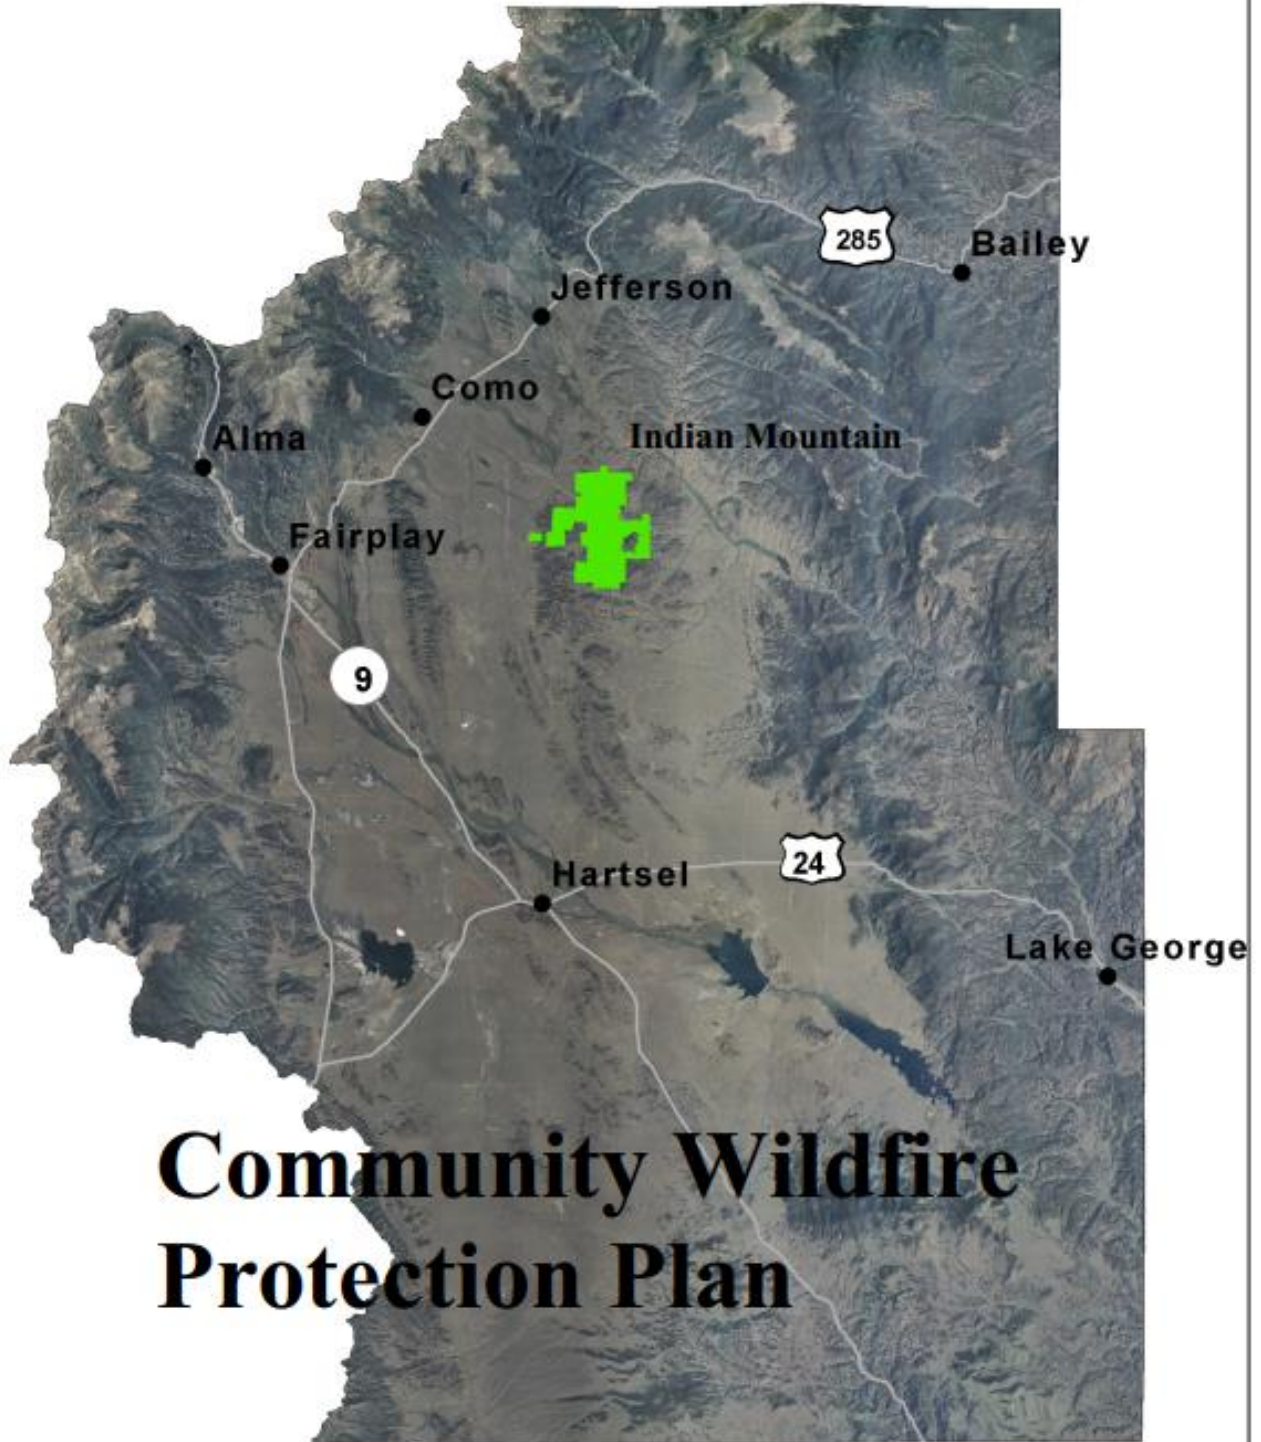 285
Bailey
Jefferson
Como
Indian Mountain
Alma
Fairplay
9
24
Hartsel
Lake George
Community Wildfire
Protection Plan